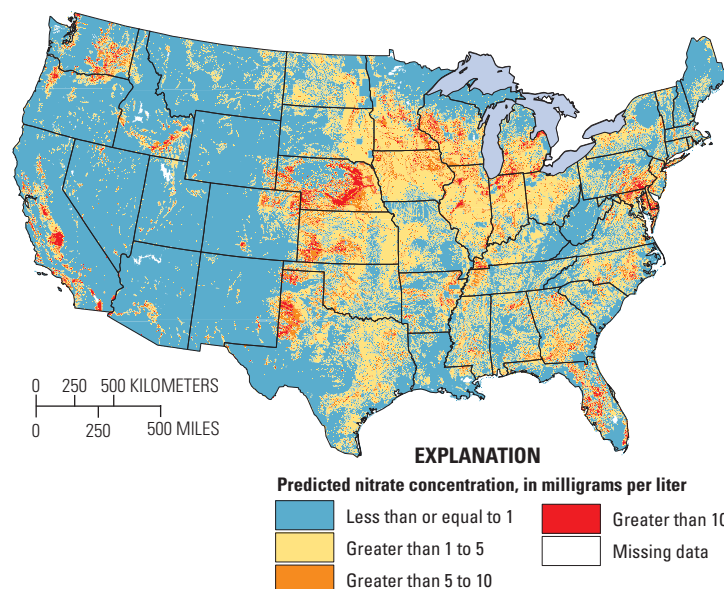 0 250 500 KILOMETERS
0 250 500 MILES
EXPLANATION
Predicted nitrate concentration, in milligrams per liter
Less than or equal to 1
Greater than 10
Greater than 1 to 5
Missing data
Greater than 5 to 10